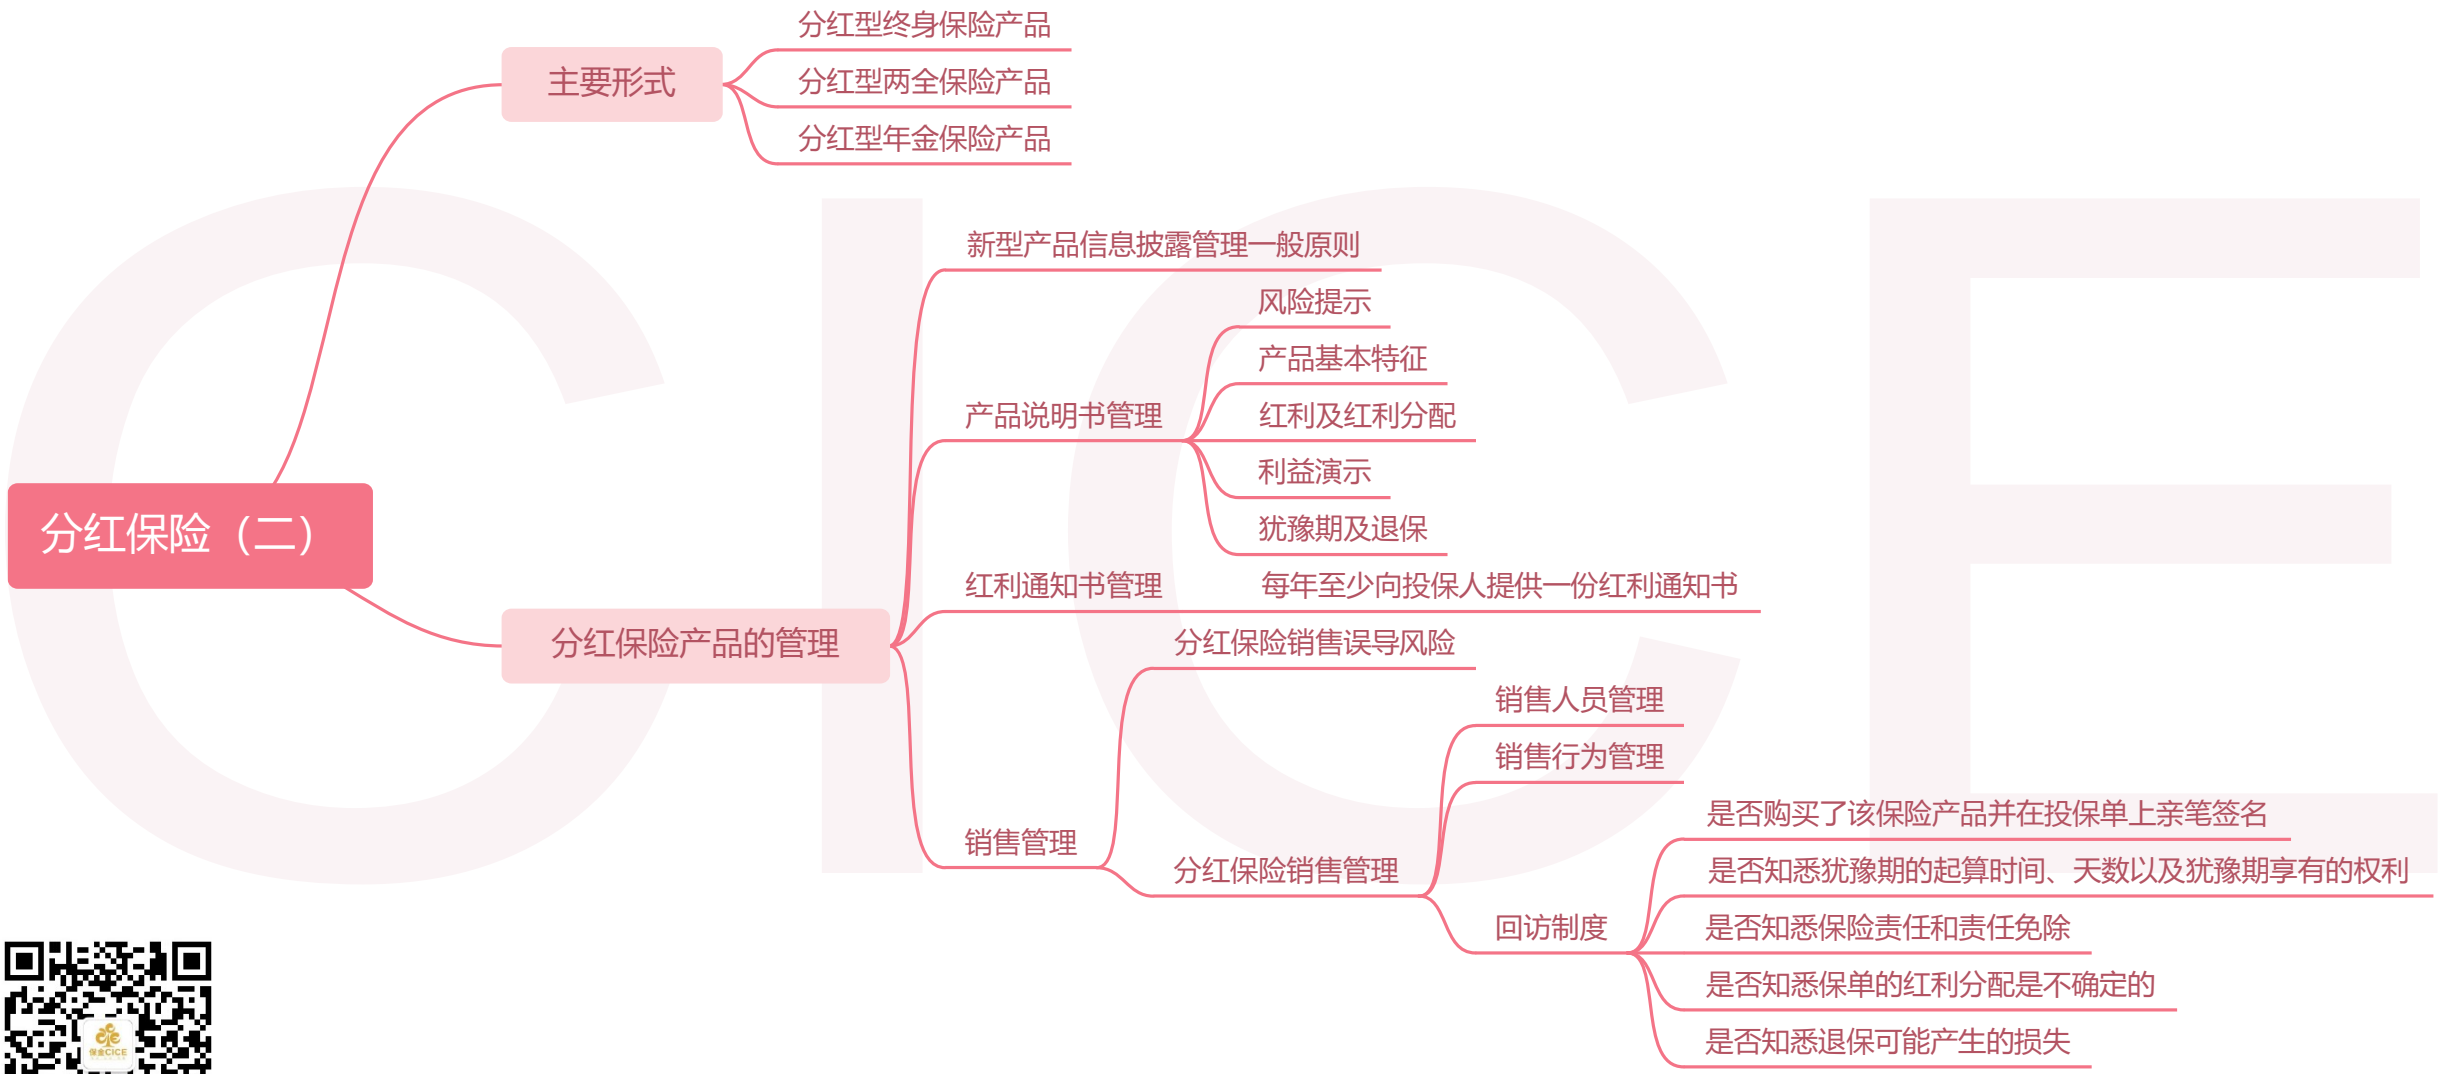 分红型终身保险产品
主要形式
分红型两全保险产品
分红型年金保险产品
新型产品信息披露管理一般原则
风险提示
产品基本特征
产品说明书管理
红利及红利分配
利益演示
犹豫期及退保
分红保险（二）
红利通知书管理
每年至少向投保人提供一份红利通知书
分红保险产品的管理
分红保险销售误导风险
销售人员管理
销售行为管理
销售管理
分红保险销售管理
是否购买了该保险产品并在投保单上亲笔签名
是否知悉犹豫期的起算时间、天数以及犹豫期享有的权利
回访制度
是否知悉保险责任和责任免除
是否知悉保单的红利分配是不确定的
是否知悉退保可能产生的损失
CICE
保金CICE